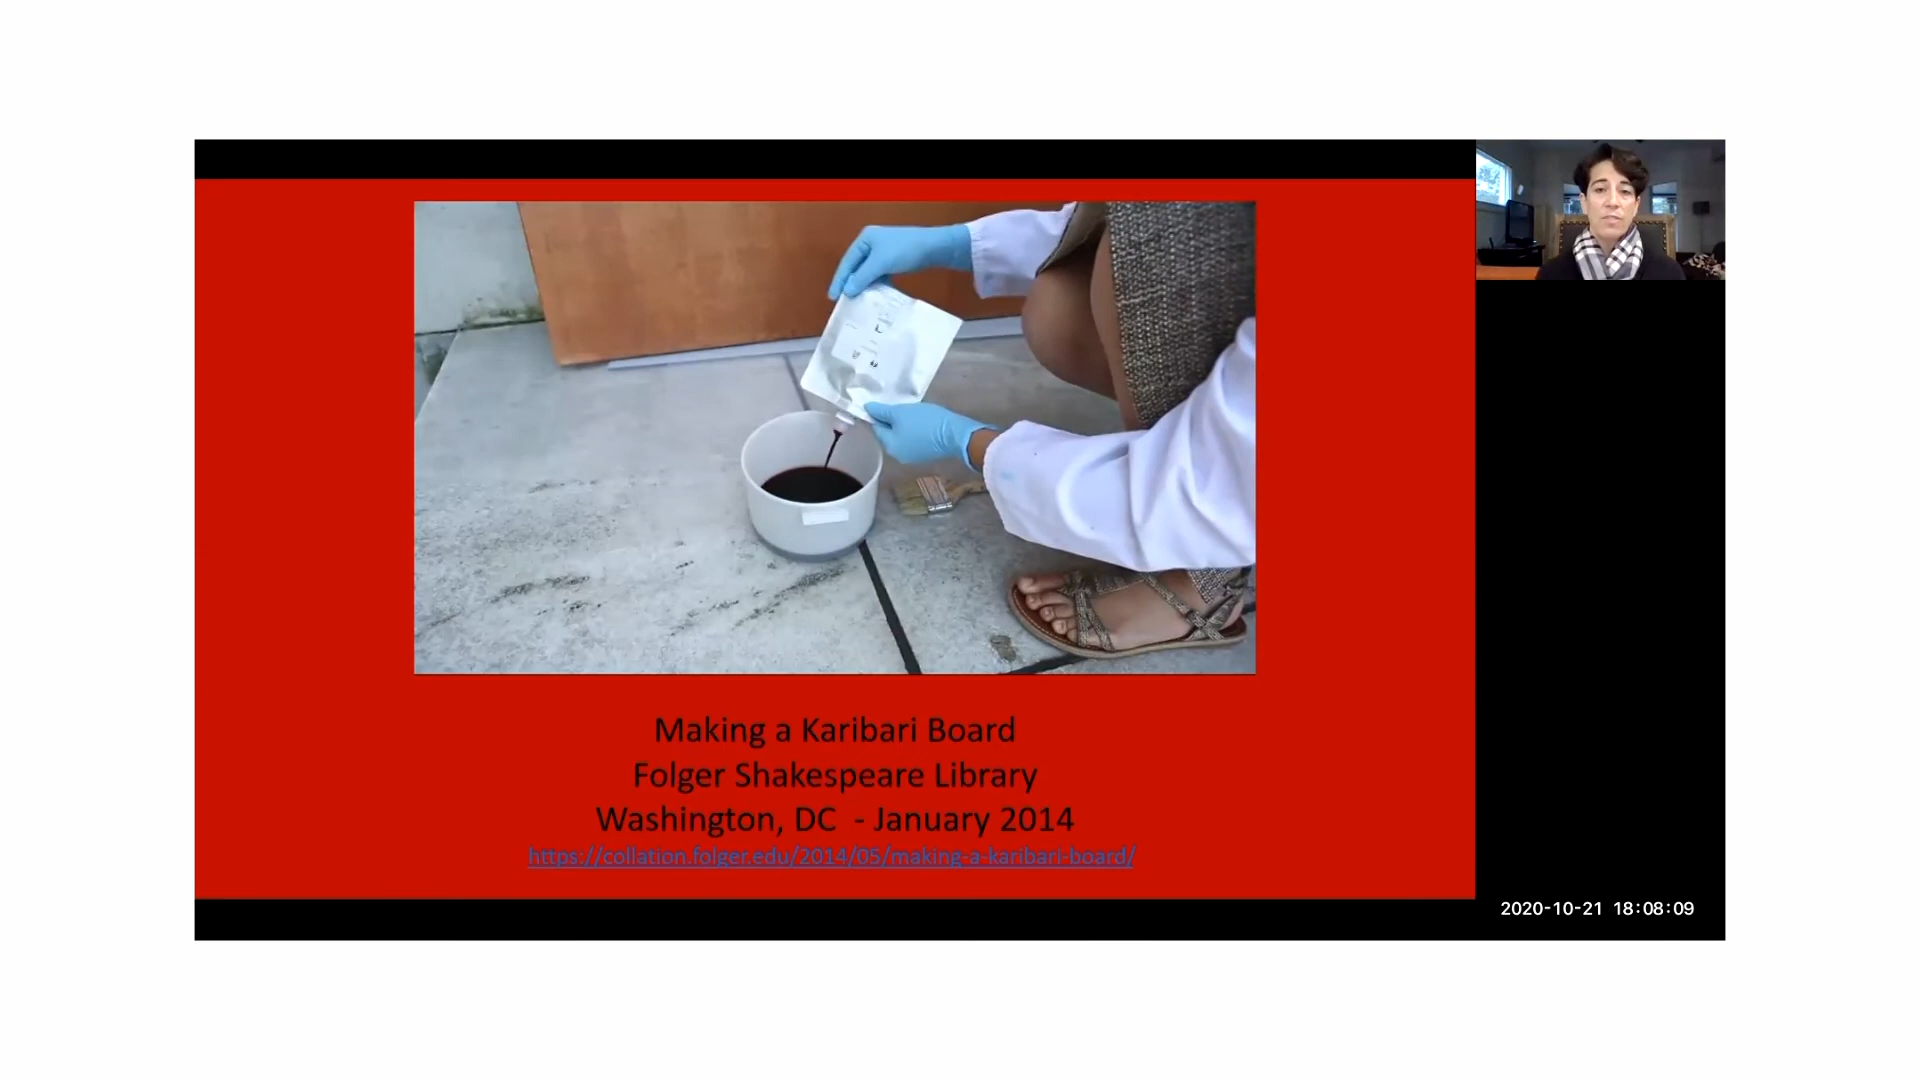 Making a Karibari Board
Folger Shakespeare Library
Washington, DC - January 2014
https://collation.folger.edu/2014/05/making-a-karibari-board/
2020-10-21 18:08:09